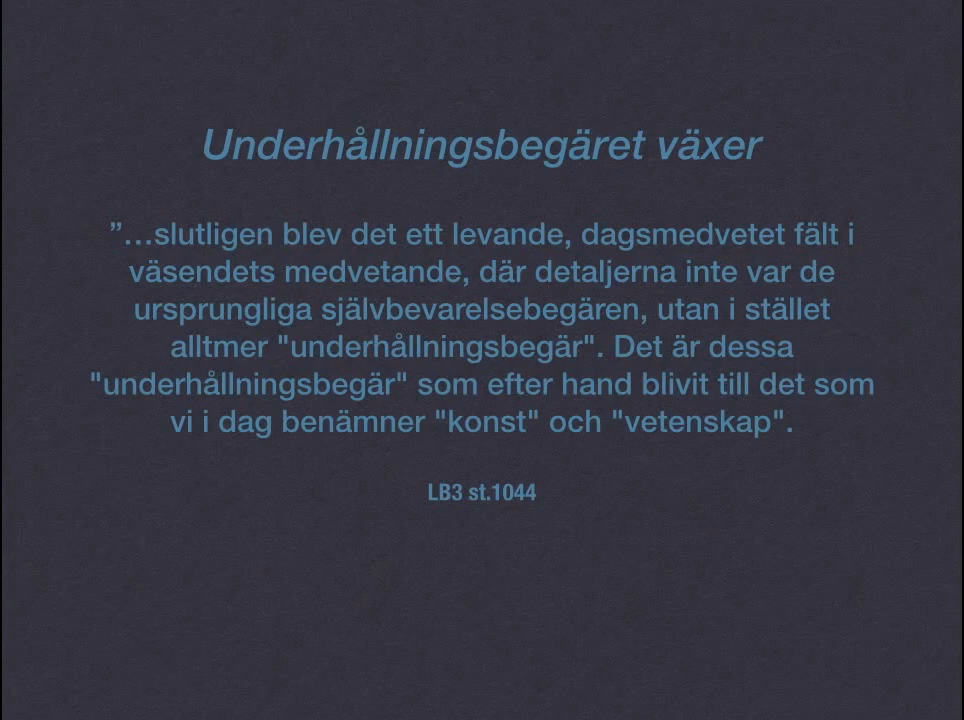 Underhållningsbegäret växer
”…slutligen blev det ett levande, dagsmedvetet fält i
väsendets medvetande, där detaljerna inte var de
ursprungliga självbevarelsebegären, utan i stället
alltmer "underhållningsbegär". Det är dessa
"underhållningsbegär" som efter hand blivit till det som
vi i dag benämner "konst" och "vetenskap".
LB3 st.1044